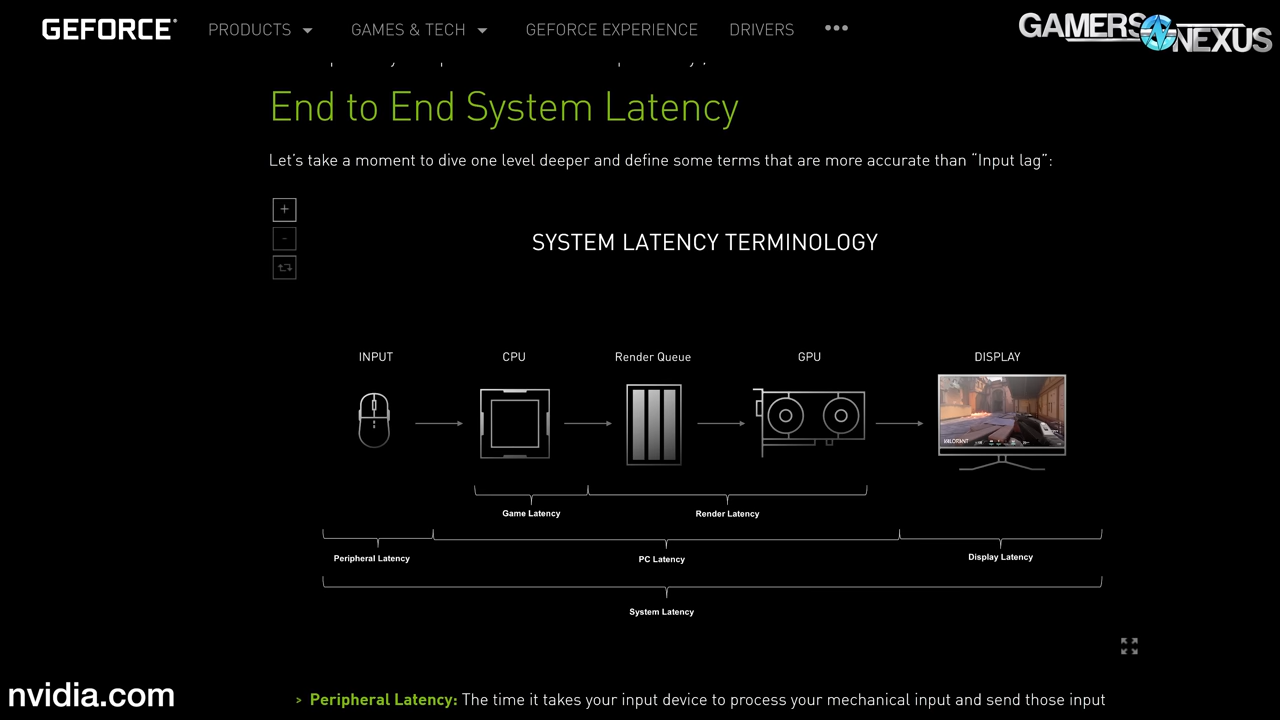 GEFORCE PRODUCTS GAMES & TECH GEFORCE EXPERIENCE DRIVERS •••
GAMERS NEXUS
End to End System Latency
Let's take a moment to dive one level deeper and define some terms that are more accurate than "Input lag":
+
-
SYSTEM LATENCY TERMINOLOGY
INPUT CPU Render Queue GPU DISPLAY
VALORANT
Game Latency Render Latency
Peripheral Latency PC Latency Display Latency
System Latency
> Peripheral Latency: The time it takes your input device to process your mechanical input and send those input
nvidia.com